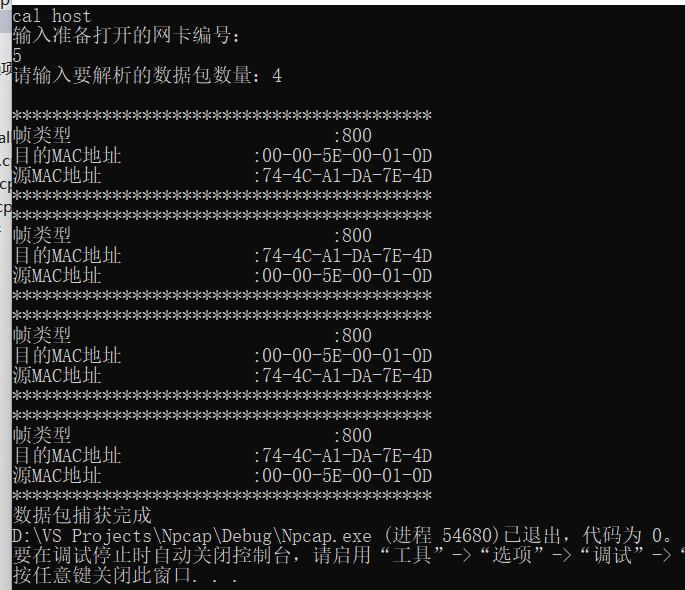 cal host
输入准备打开的网卡编号:
5
请输入要解析的数据包数量: 4
******************************************
帧类型 :800
目的MAC地址 :00-00-5E-00-01-0D
源MAC地址 :74-4C-A1-DA-7E-4D
******************************************
******************************************
帧类型 :800
目的MAC地址 :74-4C-A1-DA-7E-4D
源MAC地址 :00-00-5E-00-01-0D
******************************************
******************************************
帧类型 :800
目的MAC地址 :00-00-5E-00-01-0D
源MAC地址 :74-4C-A1-DA-7E-4D
******************************************
******************************************
帧类型 :800
目的MAC地址 :74-4C-A1-DA-7E-4D
源MAC地址 :00-00-5E-00-01-0D
******************************************
数据包捕获完成
D:\VS Projects\Npcap\Debug\Npcap.exe (进程 54680)已退出，代码为 0。
要在调试停止时自动关闭控制台，请启用“工具”->“选项”->“调试”->“
按任意键关闭此窗口. . .